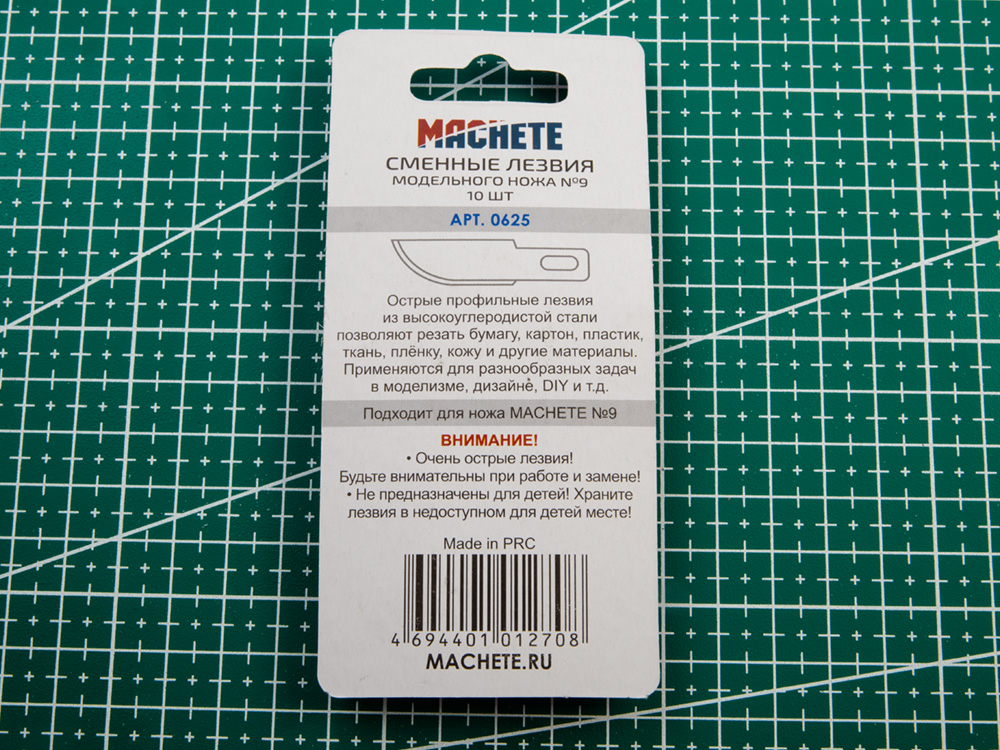 MACHETE
СМЕННЫЕ ЛЕЗВИЯ
МОДЕЛЬНОГО НОЖА №9
10 ШТ
АРТ. 0625
Острые профильные лезвия
из высокоуглеродистой стали
позволяют резать бумагу, картон, пластик,
ткань, плёнку, кожу и другие материалы.
Применяются для разнообразных задач
в моделизме, дизайне, DIY и т.д.
Подходит для ножа MACHETE №9
ВНИМАНИЕ!
• Очень острые лезвия!
Будьте внимательны при работе и замене!
• Не предназначены для детей! Храните
лезвия в недоступном для детей месте!
Made in PRC
4 694401 012708
MACHETE.RU